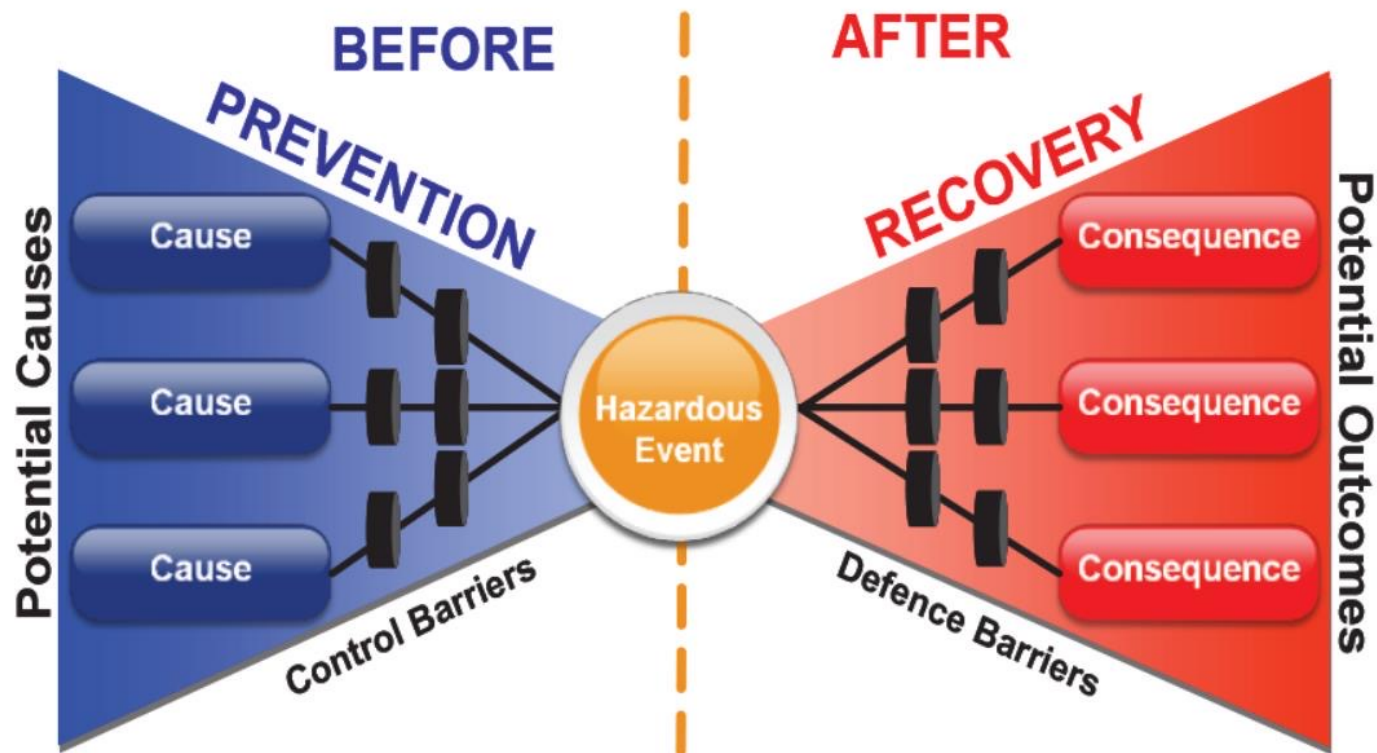 BEFORE
AFTER
PREVENTION
RECOVERY
Potential Causes
Cause
Cause
Cause
Control Barriers
Hazardous
Event
Consequence
Consequence
Consequence
Defence Barriers
Potential Outcomes